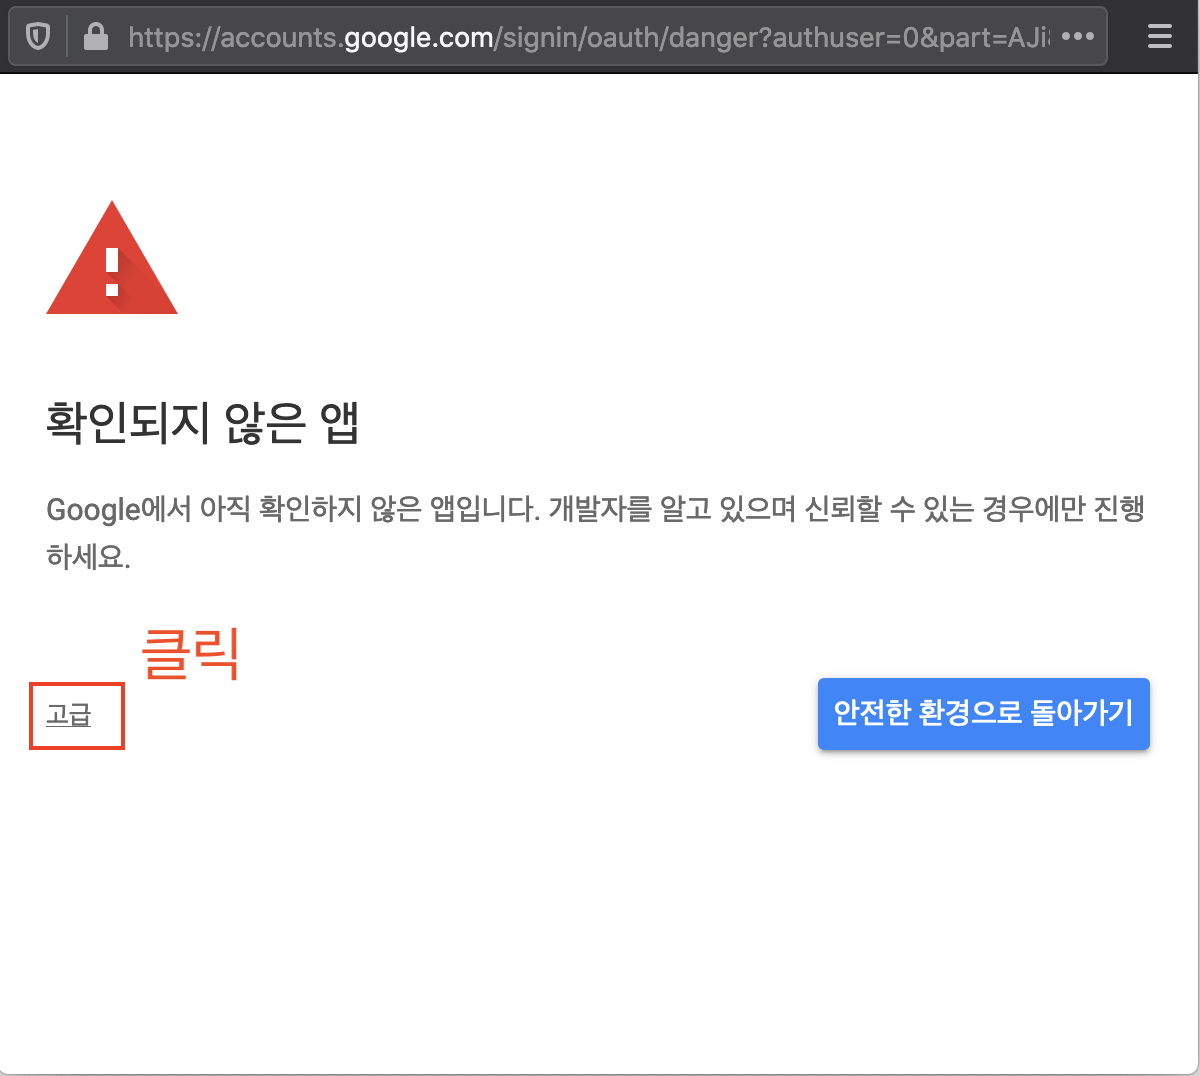 https://accounts.google.com/signin/oauth/danger?authuser=0&part=AJi
확인되지 않은 앱
Google에서 아직 확인하지 않은 앱입니다. 개발자를 알고 있으며 신뢰할 수 있는 경우에만 진행
하세요.
클릭
고급
안전한 환경으로 돌아가기